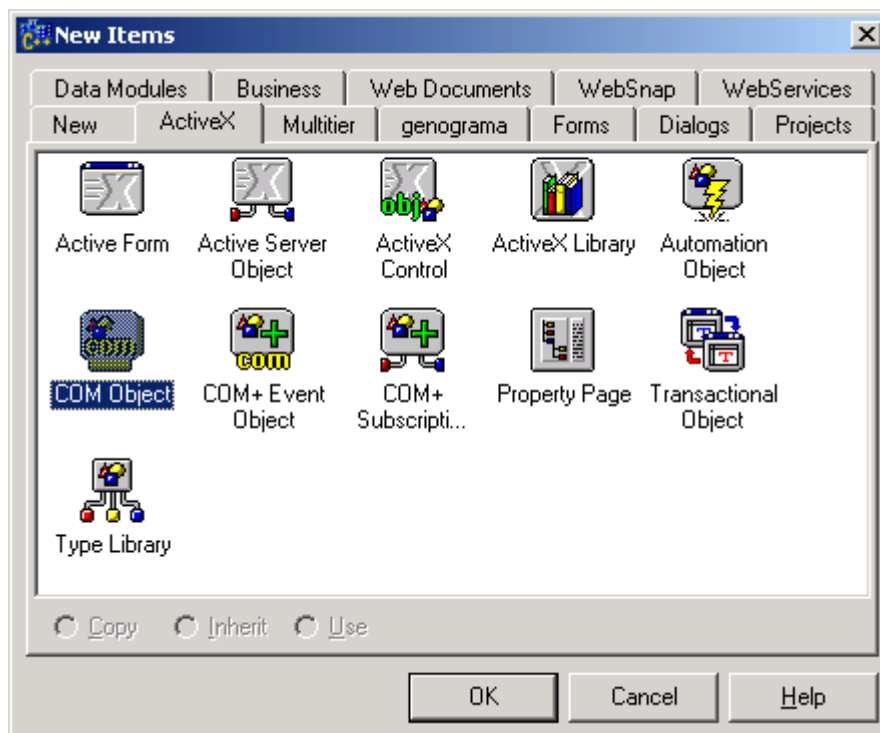 New Items
Data Modules Business Web Documents WebSnap WebServices
New ActiveX Multitier genograma Forms Dialogs Projects
Active Form Active Server Object ActiveX Control ActiveX Library Automation Object
COM Object COM+ Event Object COM+ Subscripti... Property Page Transactional Object
Type Library
Copy Inherit Use
OK Cancel Help